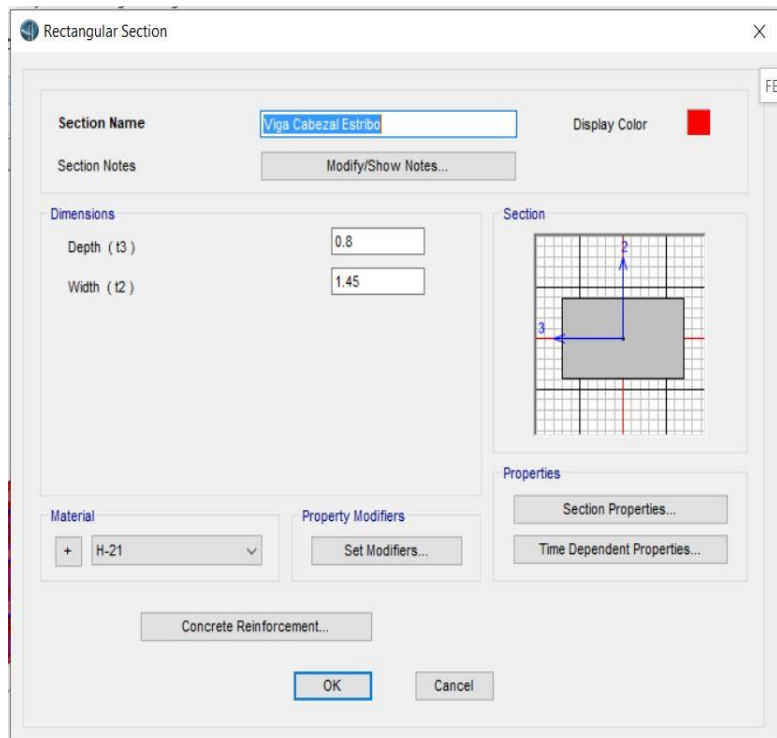 Rectangular Section
FE
Section Name
Viga Cabezal Estribo
Display Color
Section Notes
Modify/Show Notes...
Dimensions
Depth ( t3 )
0.8
Width ( t2 )
1.45
Section
2
3
Properties
Section Properties...
Time Dependent Properties...
Material
+
H-21
Property Modifiers
Set Modifiers...
Concrete Reinforcement...
OK
Cancel